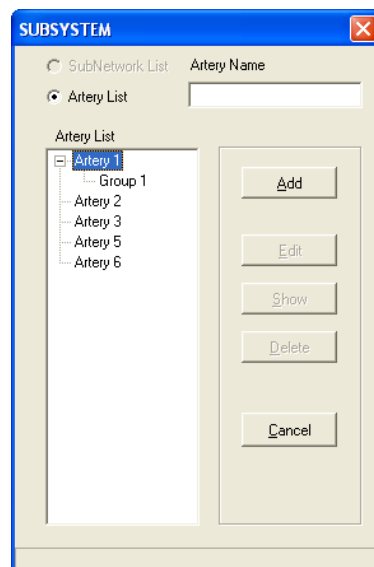 SUBSYSTEM
SubNetwork List Artery Name
Artery List
Artery List
Artery 1
Group 1
Artery 2
Artery 3
Artery 5
Artery 6
Add
Edit
Show
Delete
Cancel